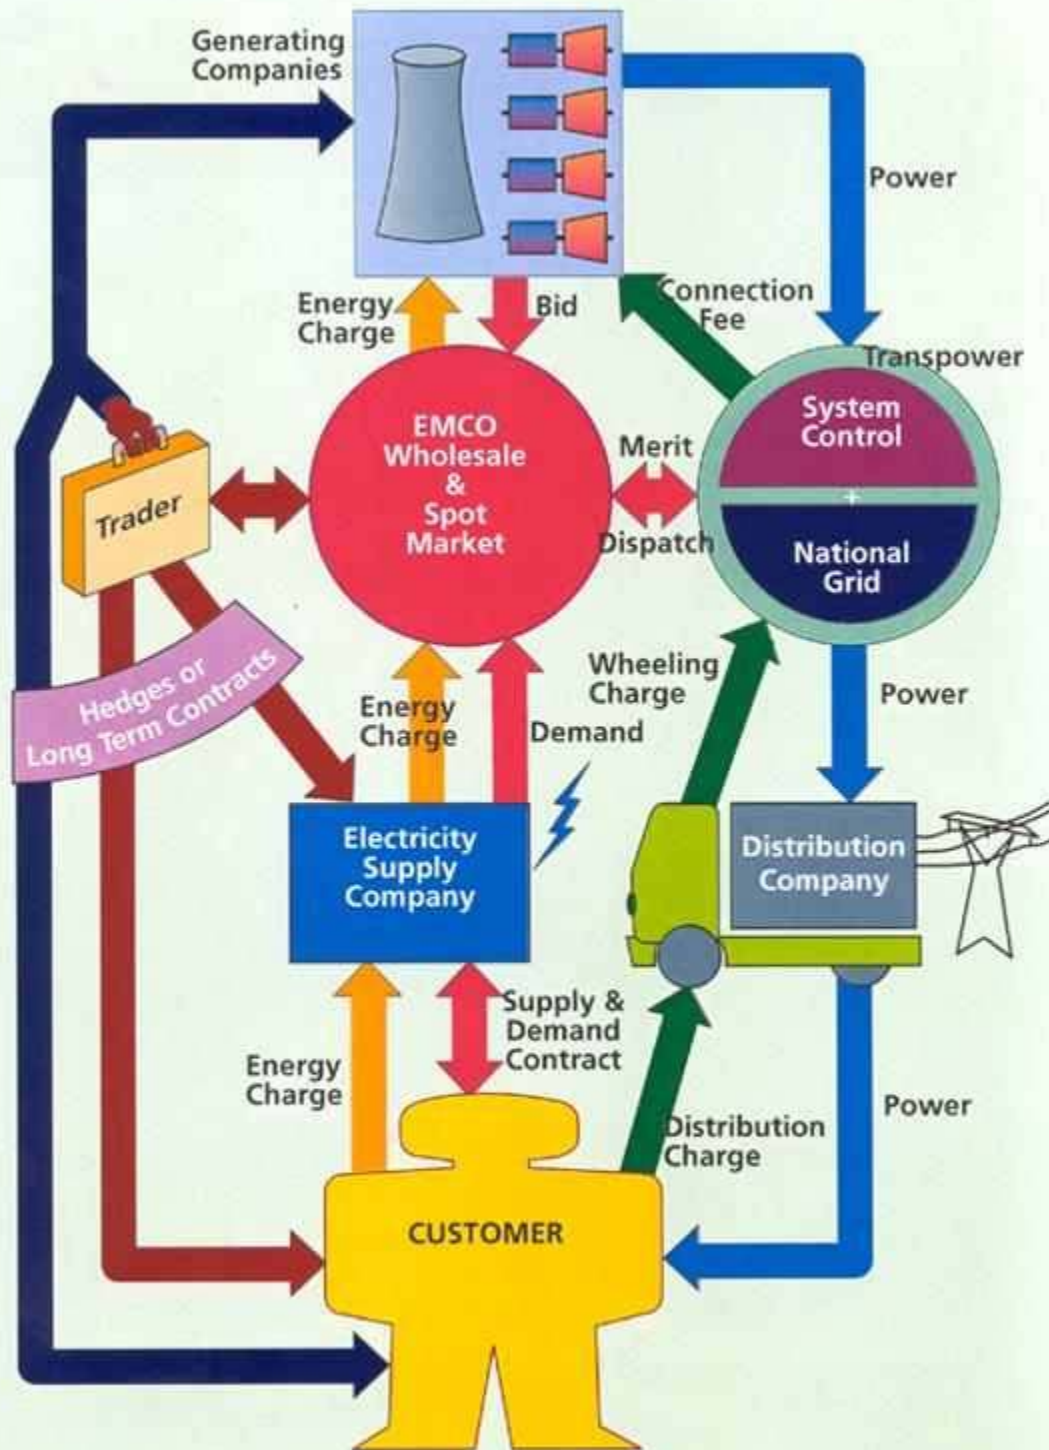 Generating
Companies
Power
Energy
Charge
Bid
Connection
Fee
Transpower
EMCO
Wholesale
&
Spot
Market
Merit
Dispatch
System
Control
+
National
Grid
Trader
Hedges or
Long Term Contracts
Energy
Charge
Demand
Wheeling
Charge
Power
Electricity
Supply
Company
Distribution
Company
Energy
Charge
Supply &
Demand
Contract
Distribution
Charge
Power
CUSTOMER